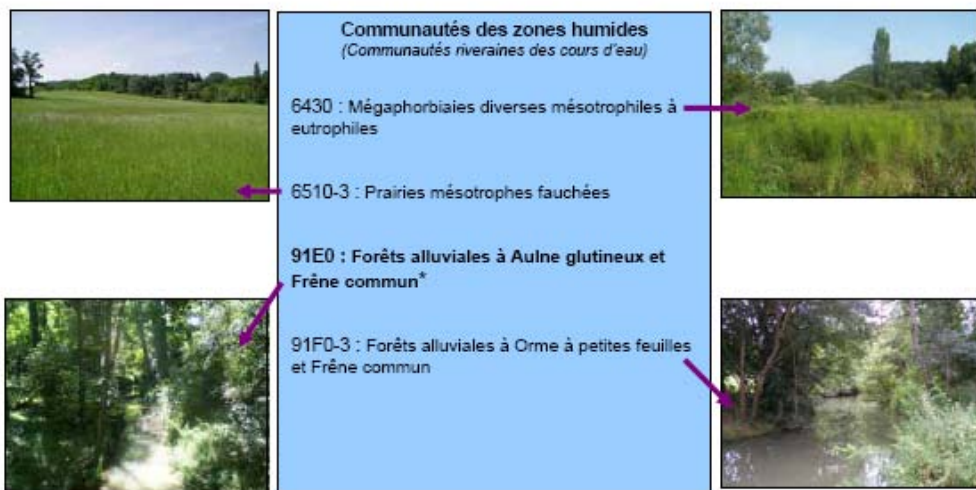 Communautés des zones humides
(Communautés riveraines des cours d'eau)
6430 : Mégaphorbiaies diverses mésotrophiles à
eutrophiles
6510-3 : Prairies mésotrophes fauchées
91E0 : Forêts alluviales à Aulne glutineux et
Frêne commun*
91F0-3 : Forêts alluviales à Orme à petites feuilles
et Frêne commun